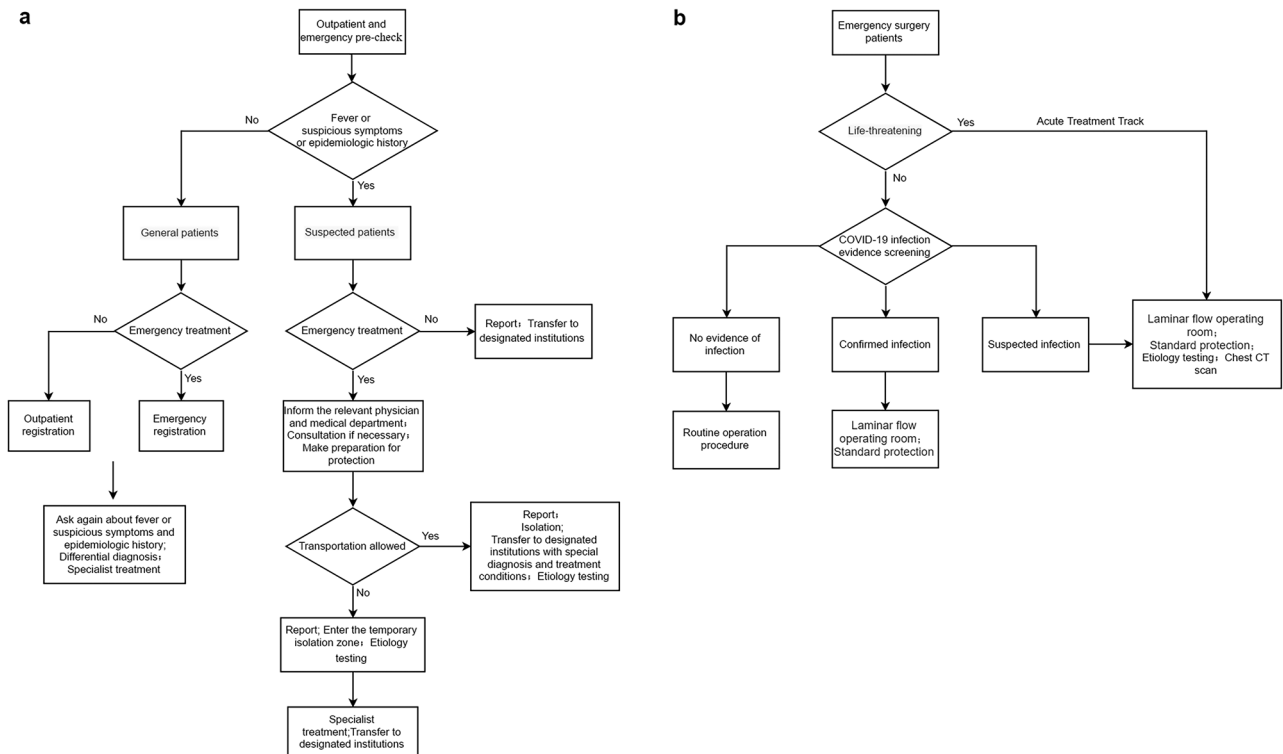 a
Outpatient and
emergency pre-check
Fever or
suspicious symptoms
or epidemiologic history
No
Yes
General patients
Suspected patients
Emergency treatment
No
Yes
Emergency treatment
No
Yes
Report；Transfer to
designated institutions
Outpatient
registration
Emergency
registration
Inform the relevant physician
and medical department；
Consultation if necessary；
Make preparation for
protection
Ask again about fever or
suspicious symptoms and
epidemiologic history;
Differential diagnosis；
Specialist treatment
Transportation allowed
Yes
No
Report；
Isolation;
Transfer to designated
institutions with special
diagnosis and treatment
conditions；Etiology testing
Report; Enter the temporary
isolation zone；Etiology
testing
Specialist
treatment;Transfer to
designated institutions
b
Emergency surgery
patients
Life-threatening
Yes
Acute Treatment Track
No
COVID-19 infection
evidence screening
No evidence of
infection
Confirmed infection
Suspected infection
Laminar flow operating
room；
Standard protection；
Etiology testing；Chest CT
scan
Routine operation
procedure
Laminar flow
operating room；
Standard protection